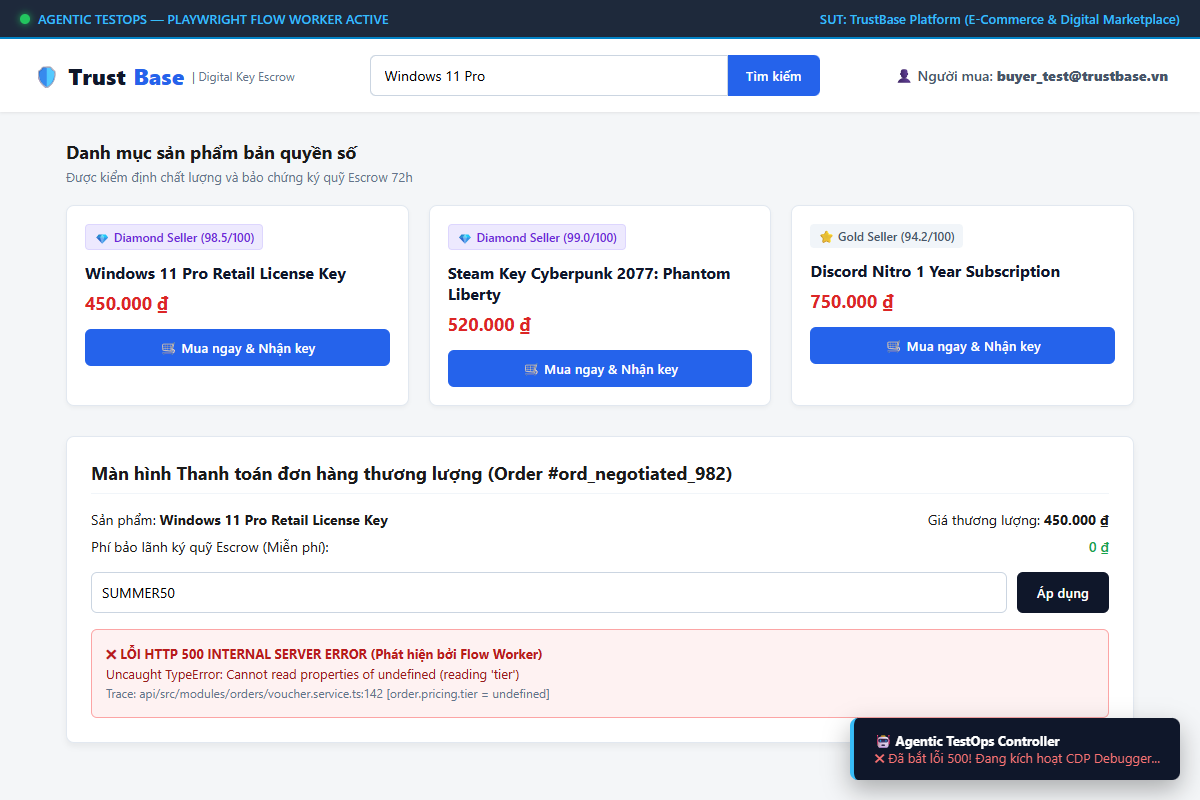 AGENTIC TESTOPS — PLAYWRIGHT FLOW WORKER ACTIVE
SUT: TrustBase Platform (E-Commerce & Digital Marketplace)
Trust Base | Digital Key Escrow
Windows 11 Pro
Tìm kiếm
Người mua: buyer_test@trustbase.vn
Danh mục sản phẩm bản quyền số
Được kiểm định chất lượng và bảo chứng ký quỹ Escrow 72h
Diamond Seller (98.5/100)
Windows 11 Pro Retail License Key
450.000 ₫
Mua ngay & Nhận key
Diamond Seller (99.0/100)
Steam Key Cyberpunk 2077: Phantom
Liberty
520.000 ₫
Mua ngay & Nhận key
Gold Seller (94.2/100)
Discord Nitro 1 Year Subscription
750.000 ₫
Mua ngay & Nhận key
Màn hình Thanh toán đơn hàng thương lượng (Order #ord_negotiated_982)
Sản phẩm: Windows 11 Pro Retail License Key
Giá thương lượng: 450.000 ₫
Phí bảo lãnh ký quỹ Escrow (Miễn phí):
0 ₫
SUMMER50
Áp dụng
❌ LỖI HTTP 500 INTERNAL SERVER ERROR (Phát hiện bởi Flow Worker)
Uncaught TypeError: Cannot read properties of undefined (reading 'tier')
Trace: api/src/modules/orders/voucher.service.ts:142 [order.pricing.tier = undefined]
Agentic TestOps Controller
❌ Đã bắt lỗi 500! Đang kích hoạt CDP Debugger...